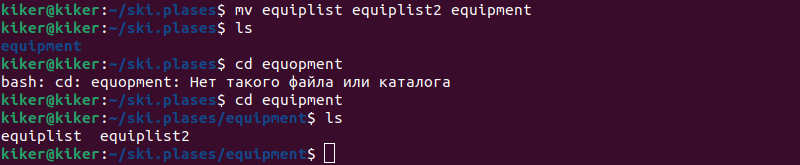 kiker@kiker:~/ski.plases$ mv equiplist equiplist2 equipment
kiker@kiker:~/ski.plases$ ls
equipment
kiker@kiker:~/ski.plases$ cd equopment
bash: cd: equopment: Нет такого файла или каталога
kiker@kiker:~/ski.plases$ cd equipment
kiker@kiker:~/ski.plases/equipment$ ls
equiplist  equiplist2
kiker@kiker:~/ski.plases/equipment$